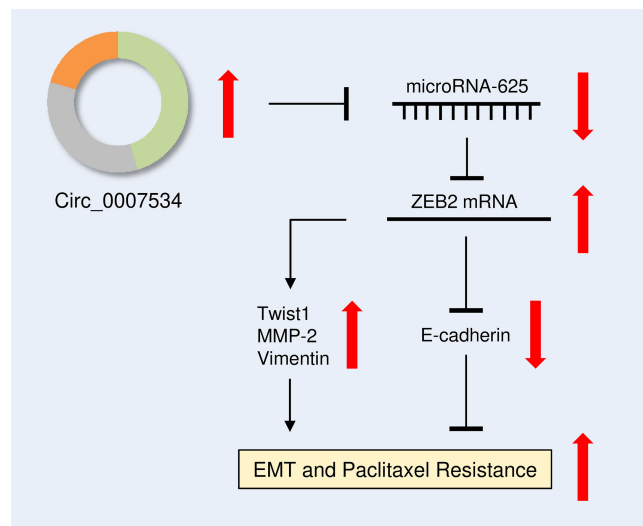 microRNA-625
Circ_0007534
ZEB2 mRNA
Twist1
MMP-2
Vimentin
E-cadherin
EMT and Paclitaxel Resistance